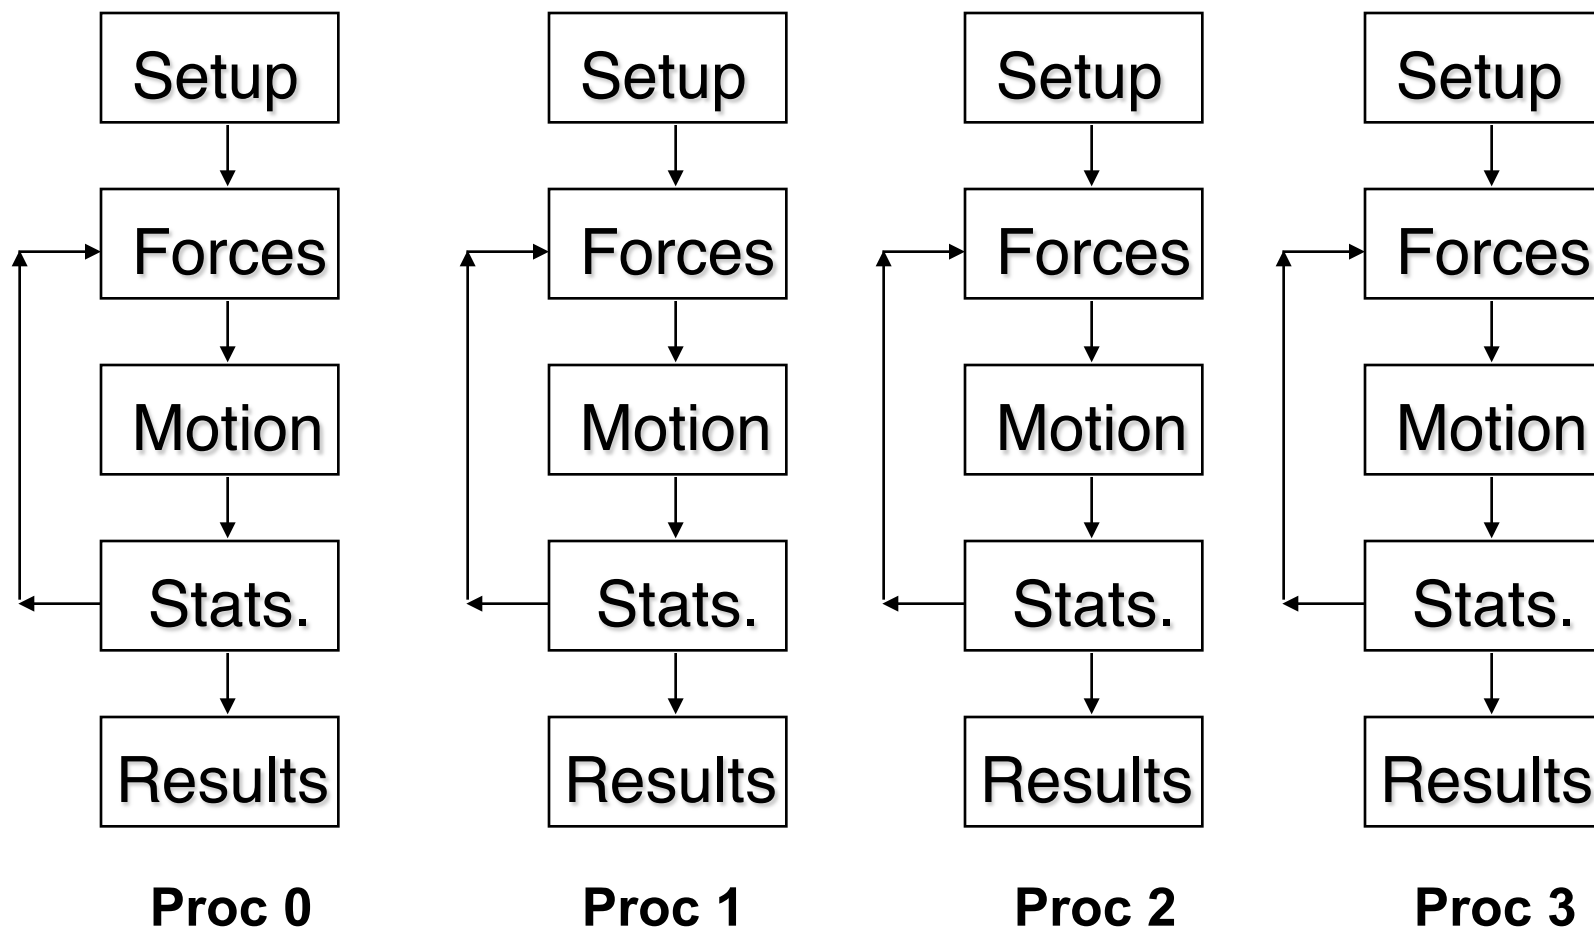 Setup Setup Setup Setup
Forces Forces Forces Forces
Motion Motion Motion Motion
Stats. Stats. Stats. Stats.
Results Results Results Results
Proc 0 Proc 1 Proc 2 Proc 3